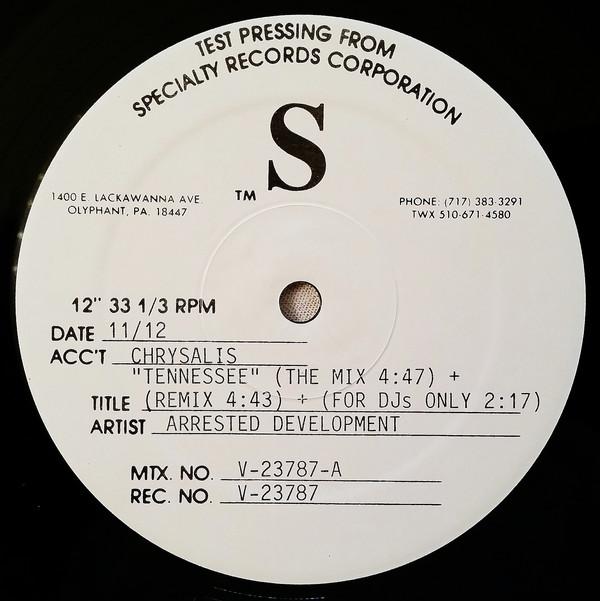 TEST PRESSING FROM
SPECIALTY RECORDS CORPORATION
S
TM
1400 E. LACKAWANNA AVE.
OLYPHANT, PA. 18447
PHONE: (717) 383-3291
TWX 510-671-4580
12" 33 1/3 RPM
DATE 11/12
ACC'T CHRYSALIS
"TENNESSEE" (THE MIX 4:47) +
TITLE (REMIX 4:43) + (FOR DJs ONLY 2:17)
ARTIST ARRESTED DEVELOPMENT
MTX. NO. V-23787-A
REC. NO. V-23787